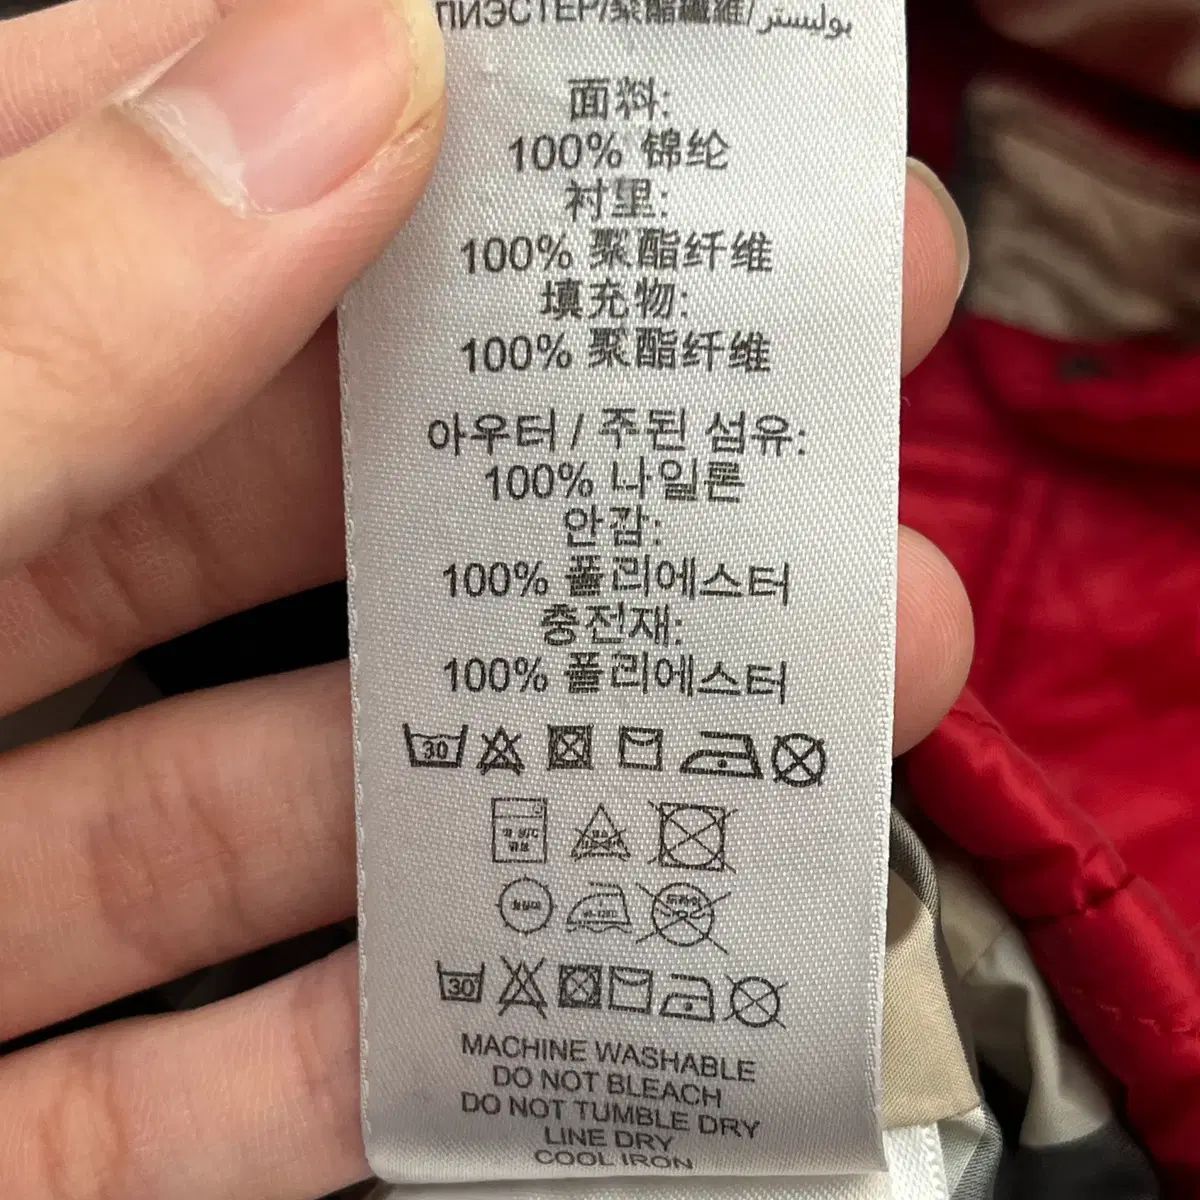 ПИЭСТЕР/聚酯纖維/بوليستر
面料:
100% 锦纶
衬里:
100% 聚酯纤维
填充物:
100% 聚酯纤维
아우터 / 주된 섬유:
100% 나일론
안감:
100% 폴리에스터
충전재:
100% 폴리에스터
30
30
MACHINE WASHABLE
DO NOT BLEACH
DO NOT TUMBLE DRY
LINE DRY
COOL IRON